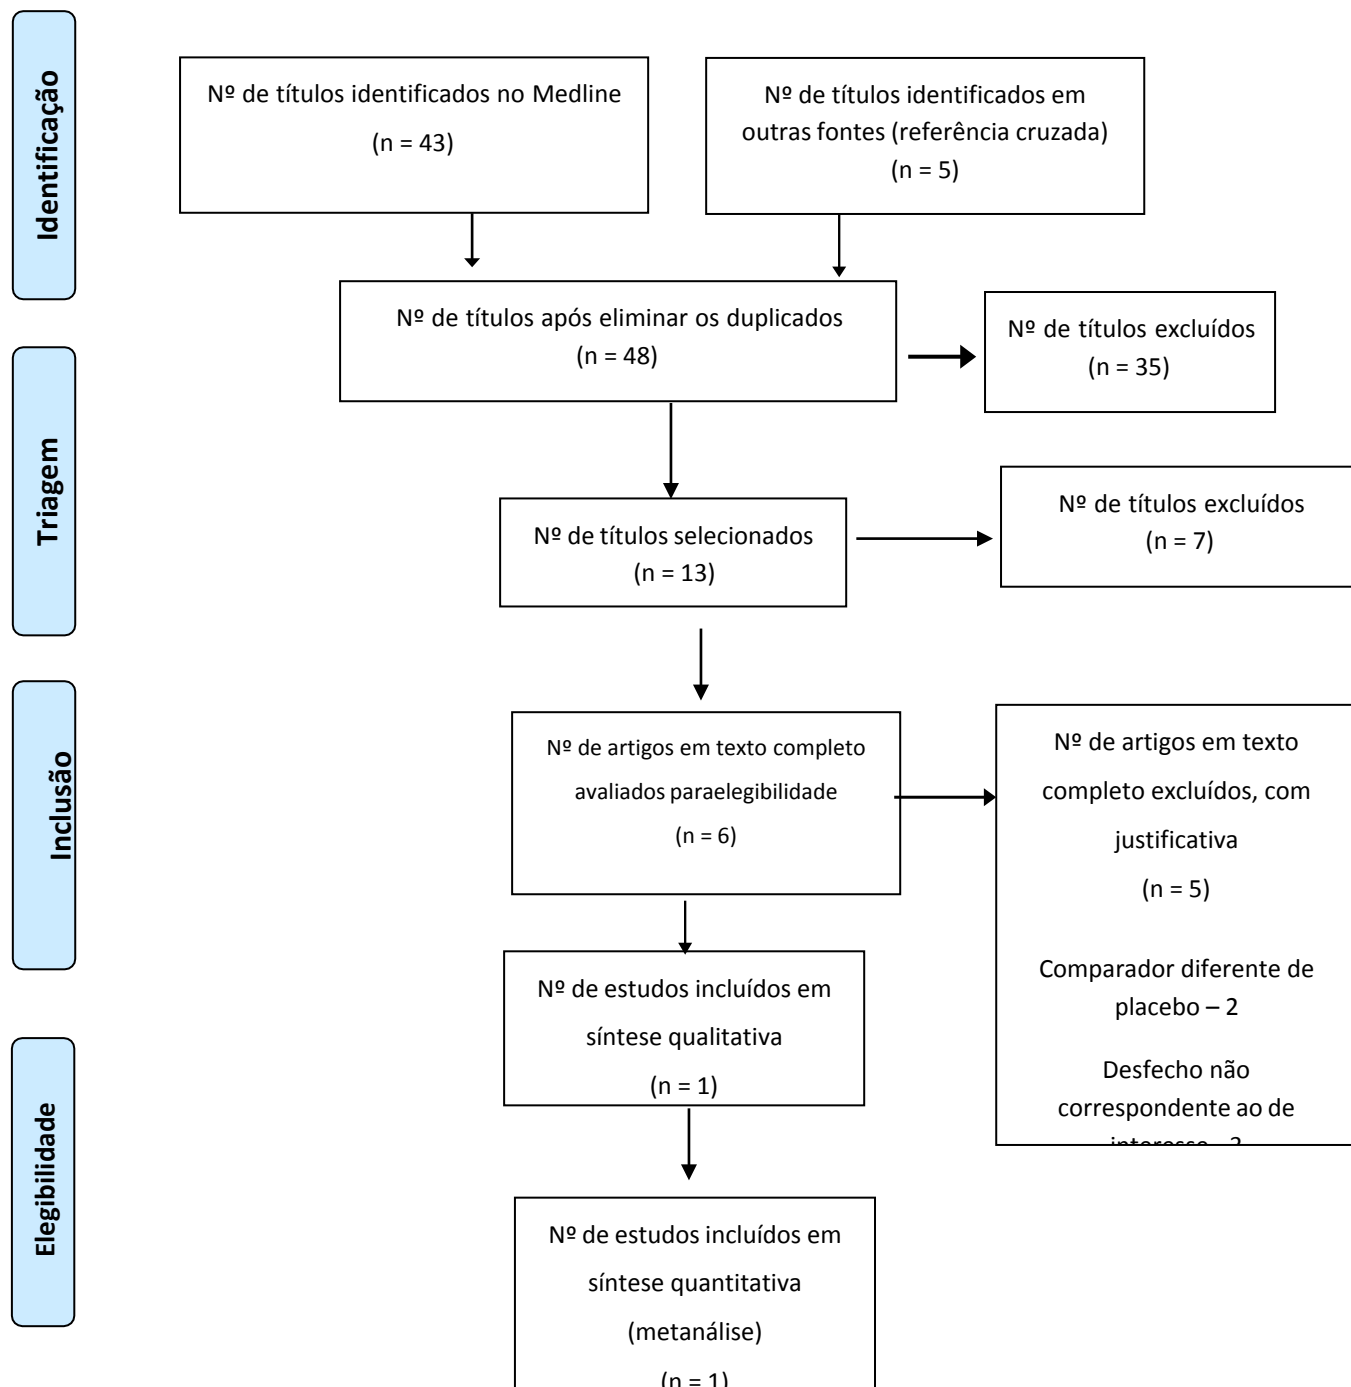 Identificação
Nº de títulos identificados no Medline
(n = 43)
Nº de títulos identificados em
outras fontes (referência cruzada)
(n = 5)
Nº de títulos após eliminar os duplicados
(n = 48)
Nº de títulos excluídos
(n = 35)
Triagem
Nº de títulos selecionados
(n = 13)
Nº de títulos excluídos
(n = 7)
Inclusão
Nº de artigos em texto completo
avaliados paraelegibilidade
(n = 6)
Nº de artigos em texto
completo excluídos, com
justificativa
(n = 5)
Comparador diferente de
placebo – 2
Desfecho não
correspondente ao de
interesse -
Nº de estudos incluídos em
síntese qualitativa
(n = 1)
Elegibilidade
Nº de estudos incluídos em
síntese quantitativa
(metanálise)
(n = 1)